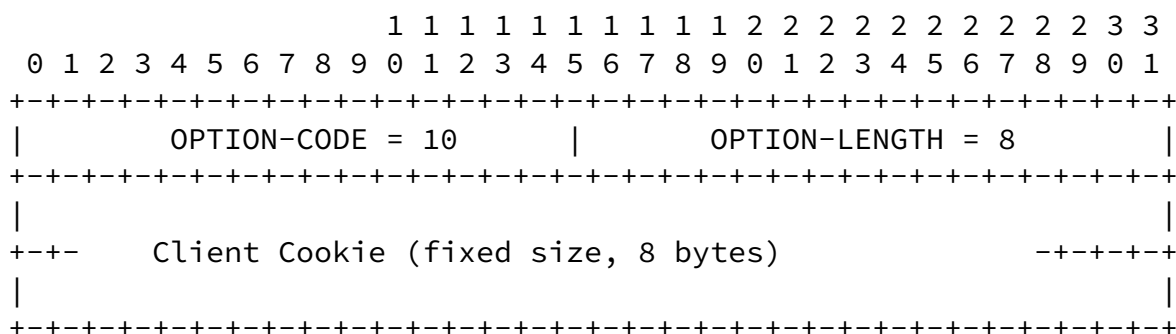 1 1 1 1 1 1 1 1 1 1 2 2 2 2 2 2 2 2 2 2 3 3
 0 1 2 3 4 5 6 7 8 9 0 1 2 3 4 5 6 7 8 9 0 1 2 3 4 5 6 7 8 9 0 1
+-+-+-+-+-+-+-+-+-+-+-+-+-+-+-+-+-+-+-+-+-+-+-+-+-+-+-+-+-+-+-+-+
|        OPTION-CODE = 10      |       OPTION-LENGTH = 8        |
+-+-+-+-+-+-+-+-+-+-+-+-+-+-+-+-+-+-+-+-+-+-+-+-+-+-+-+-+-+-+-+-+
|                                                               |
+-+-    Client Cookie (fixed size, 8 bytes)              -+-+-+-+
|                                                               |
+-+-+-+-+-+-+-+-+-+-+-+-+-+-+-+-+-+-+-+-+-+-+-+-+-+-+-+-+-+-+-+-+